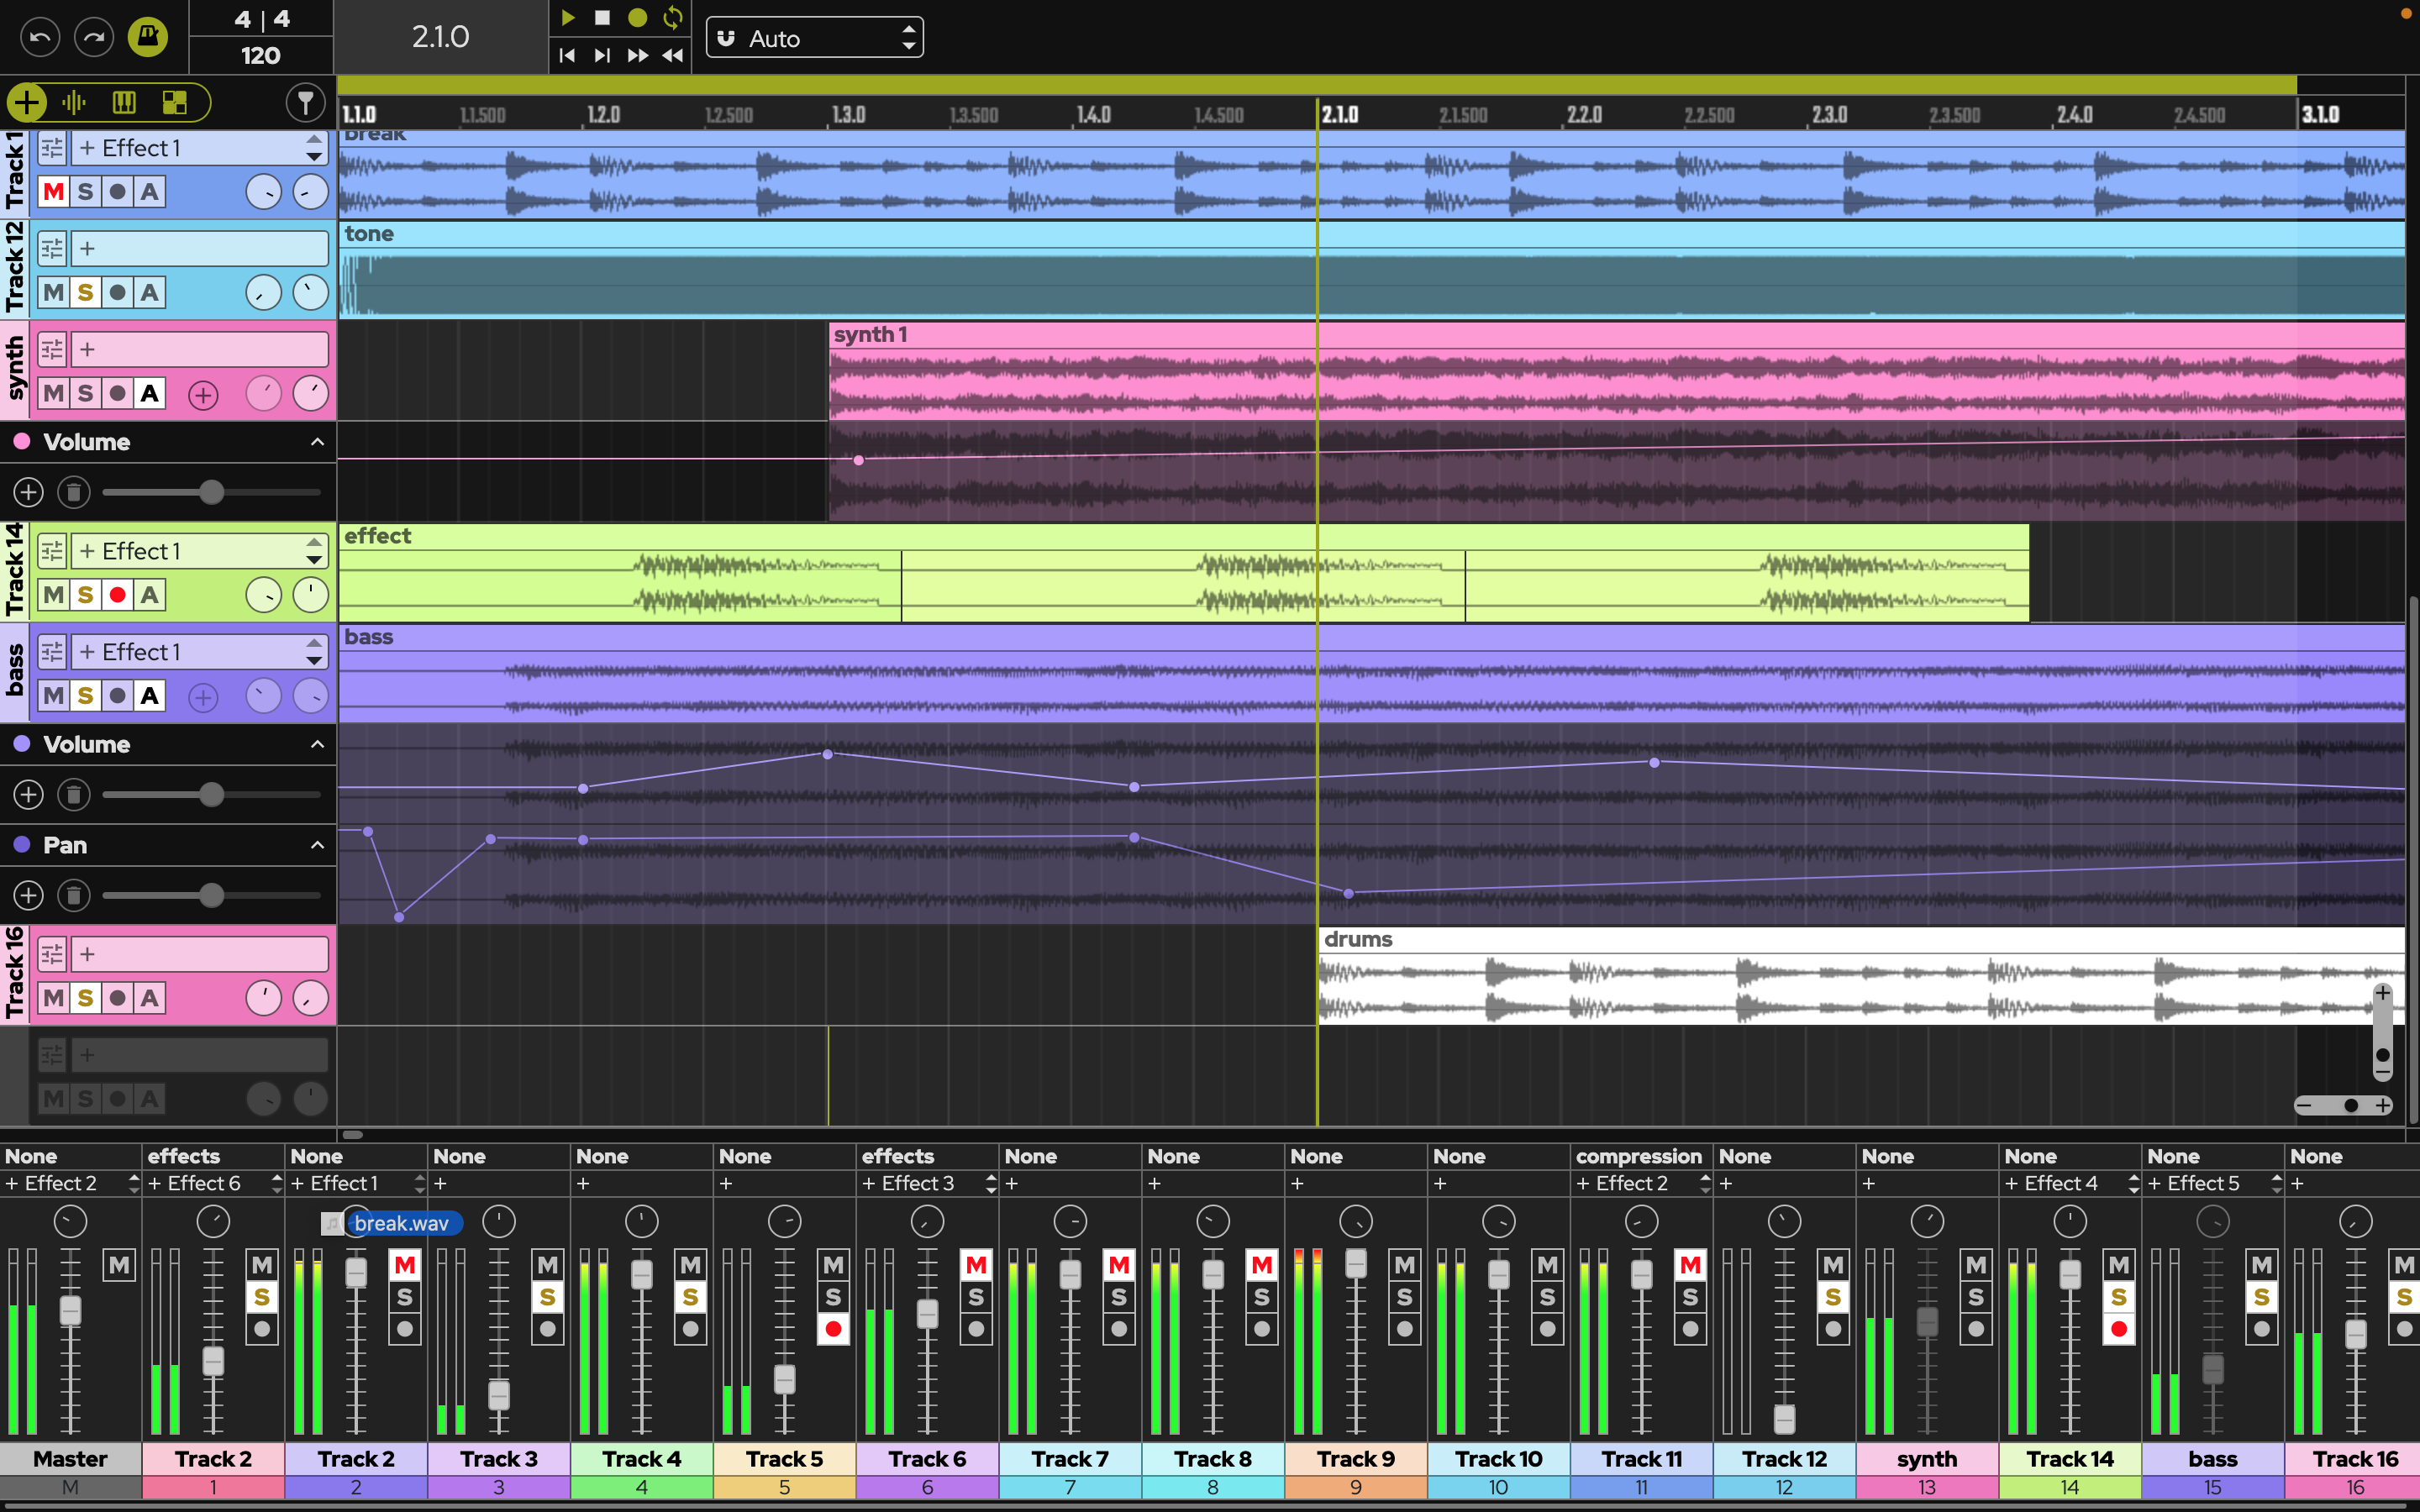 4 | 4
120
2.1.0
Auto
1.1.0 1.1.500 1.2.0 1.2.500 1.3.0 1.3.500 1.4.0 1.4.500 2.1.0 2.1.500 2.2.0 2.2.500 2.3.0 2.3.500 2.4.0 2.4.500 3.1.0
Track 1
+ Effect 1
M S A
break
Track 12
+
M S A
tone
synth
+
M S A
synth 1
Volume
Track 14
+ Effect 1
M S A
effect
bass
+ Effect 1
M S A
bass
Volume
Pan
Track 16
+
M S A
drums
+
M S A
None effects None None None None effects None None None None compression None None None None None
+ Effect 2 + Effect 6 + Effect 1 + + + + Effect 3 + + + + + Effect 2 + + + Effect 4 + Effect 5 +
break.wav
M M M M M M M M M M M M M M M M M
S S S S S S S S S S S S S S S S
Master Track 2 Track 2 Track 3 Track 4 Track 5 Track 6 Track 7 Track 8 Track 9 Track 10 Track 11 Track 12 synth Track 14 bass Track 16
M 1 2 3 4 5 6 7 8 9 10 11 12 13 14 15 16